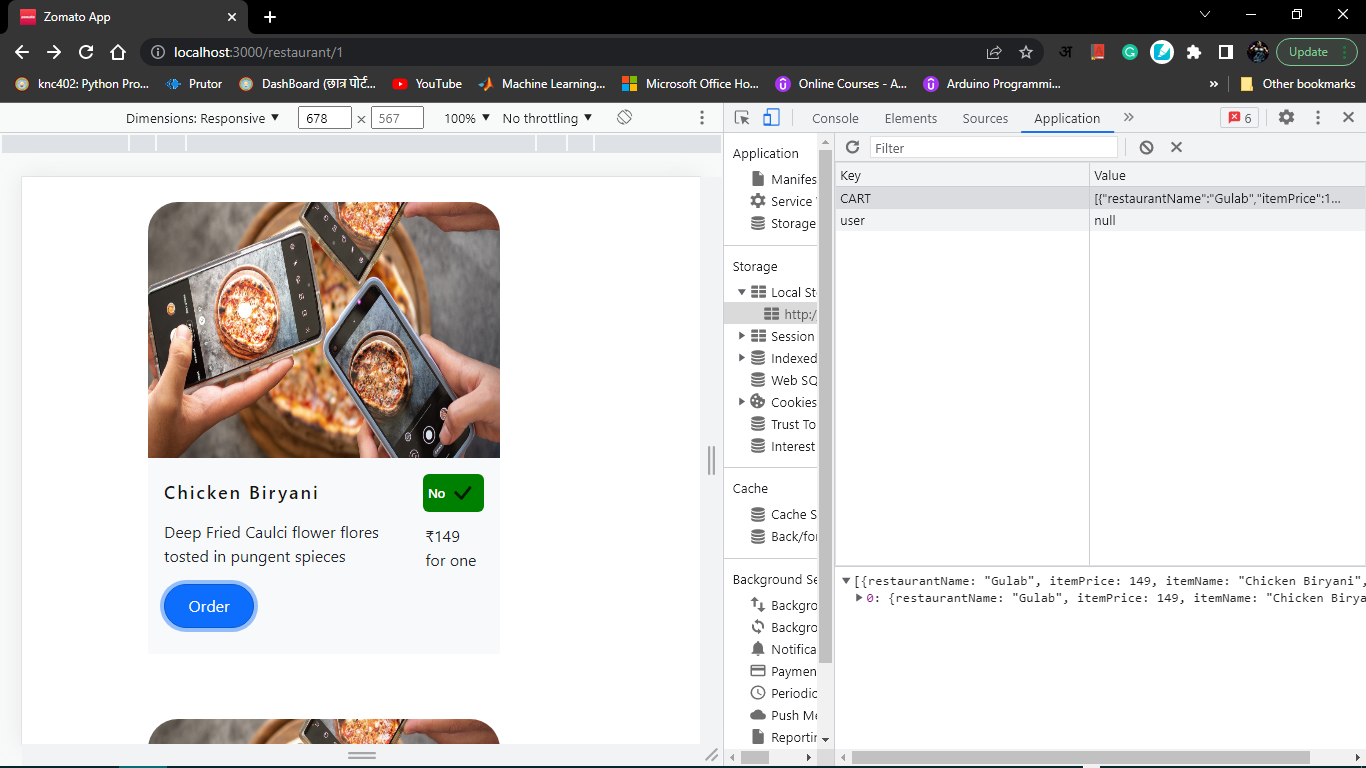 Zomato App
localhost:3000/restaurant/1
अ
Update
knc402: Python Pro...
Prutor
DashBoard (छात्र पोर्ट...
YouTube
Machine Learning...
Microsoft Office Ho...
Online Courses - A...
Arduino Programmi...
»
Other bookmarks
Dimensions: Responsive
678 × 567
100%
No throttling
Console
Elements
Sources
Application
»
6
Application
Manifes
Service
Storage
Storage
Local St
http:/
Session
Indexed
Web SQ
Cookies
Trust To
Interest
Cache
Cache S
Back/for
Background Se
Backgro
Backgro
Notifica
Paymen
Periodic
Push Me
Reportin
Filter
Key Value
CART [{"restaurantName":"Gulab","itemPrice":1...
user null
[{restaurantName: "Gulab", itemPrice: 149, itemName: "Chicken Biryani",
0: {restaurantName: "Gulab", itemPrice: 149, itemName: "Chicken Birya
Chicken Biryani
No
Deep Fried Caulci flower flores
tosted in pungent spieces
₹149
for one
Order